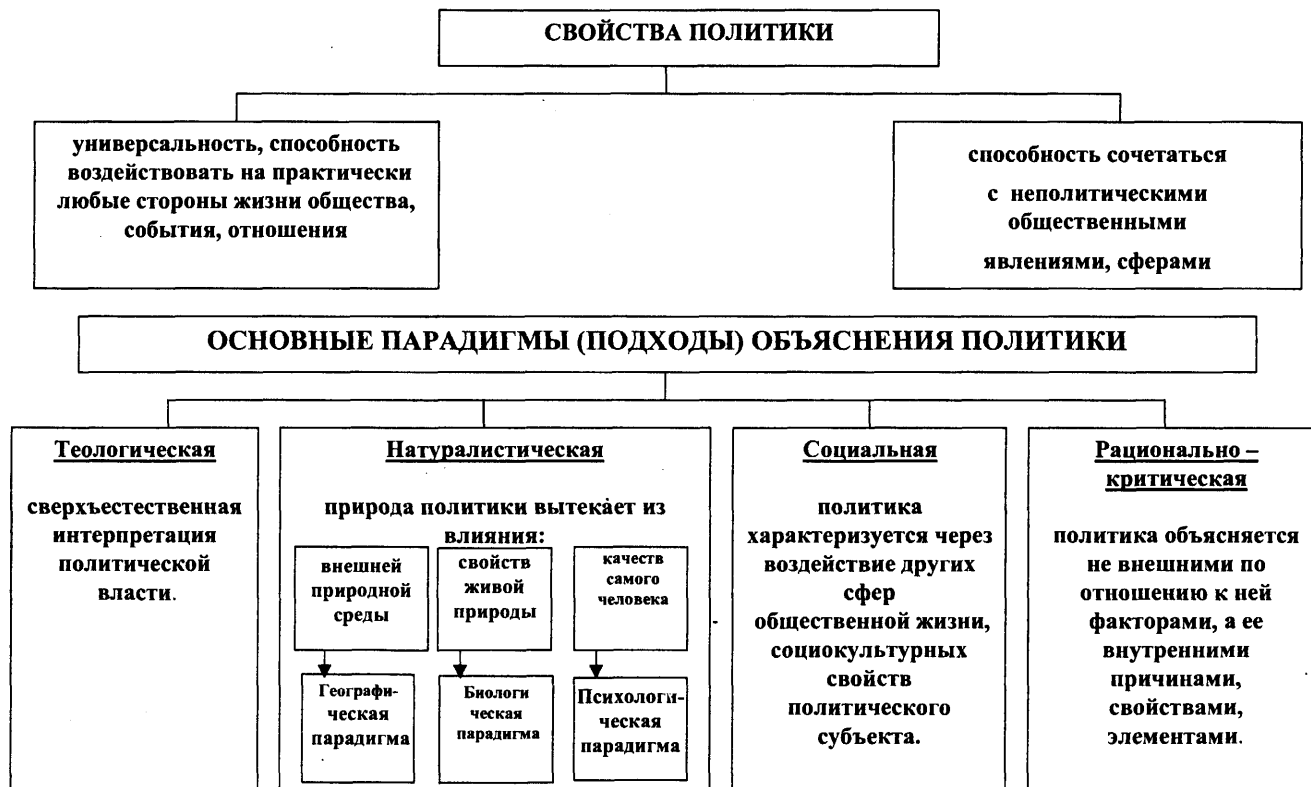 СВОЙСТВА ПОЛИТИКИ
универсальность, способность
воздействовать на практически
любые стороны жизни общества,
события, отношения
способность сочетаться
с неполитическими
общественными
явлениями, сферами
ОСНОВНЫЕ ПАРАДИГМЫ (ПОДХОДЫ) ОБЪЯСНЕНИЯ ПОЛИТИКИ
Теологическая
сверхъестественная
интерпретация
политической
власти.
Натуралистическая
природа политики вытекает из
влияния:
внешней
природной
среды
свойств
живой
природы
качеств
самого
человека
Географи-
ческая
парадигма
Биологи
ческая
парадигма
Психологи-
ческая
парадигма
Социальная
политика
характеризуется через
воздействие других
сфер
общественной жизни,
социокультурных
свойств
политического
субъекта.
Рационально –
критическая
политика объясняется
не внешними по
отношению к ней
факторами, а ее
внутренними
причинами,
свойствами,
элементами.